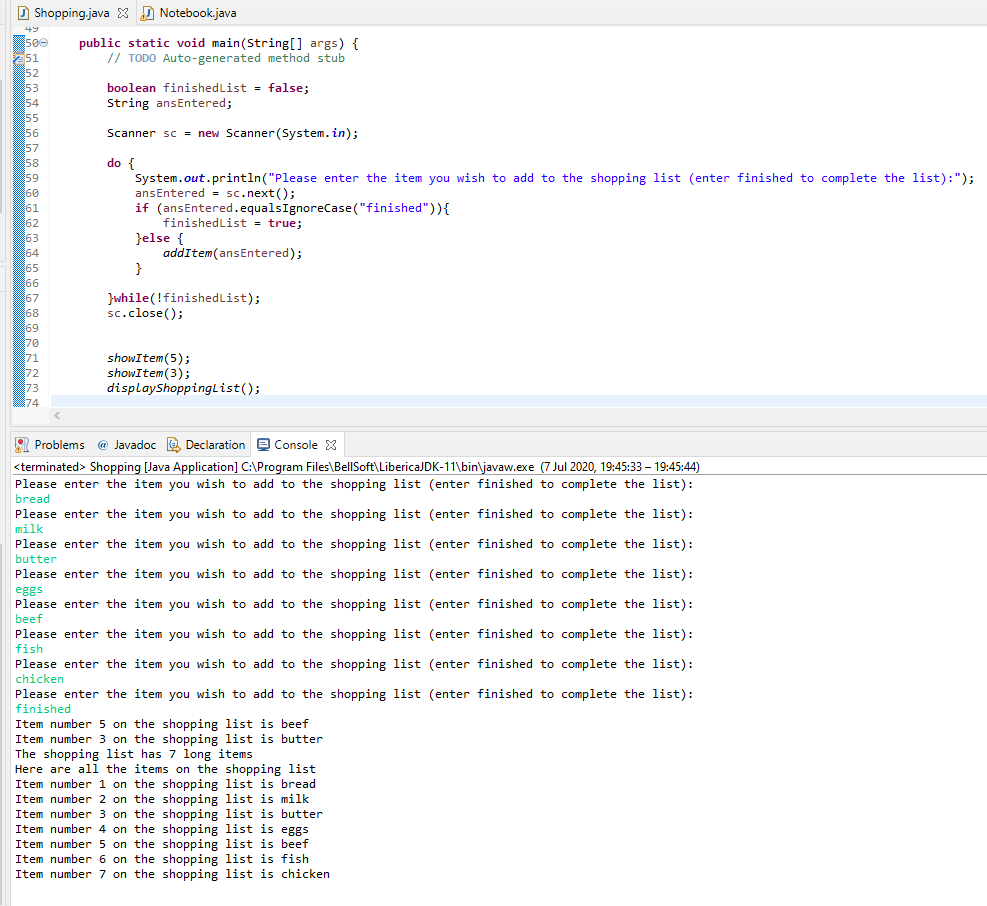 Shopping.java Notebook.java
49
50 public static void main(String[] args) {
51 // TODO Auto-generated method stub
52
53 boolean finishedList = false;
54 String ansEntered;
55
56 Scanner sc = new Scanner(System.in);
57
58 do {
59 System.out.println("Please enter the item you wish to add to the shopping list (enter finished to complete the list):");
60 ansEntered = sc.next();
61 if (ansEntered.equalsIgnoreCase("finished")){
62 finishedList = true;
63 }else {
64 addItem(ansEntered);
65 }
66
67 }while(!finishedList);
68 sc.close();
69
70
71 showItem(5);
72 showItem(3);
73 displayShoppingList();
74
Problems @ Javadoc Declaration Console
<terminated> Shopping [Java Application] C:\Program Files\BellSoft\LibericaJDK-11\bin\javaw.exe (7 Jul 2020, 19:45:33 – 19:45:44)
Please enter the item you wish to add to the shopping list (enter finished to complete the list):
bread
Please enter the item you wish to add to the shopping list (enter finished to complete the list):
milk
Please enter the item you wish to add to the shopping list (enter finished to complete the list):
butter
Please enter the item you wish to add to the shopping list (enter finished to complete the list):
eggs
Please enter the item you wish to add to the shopping list (enter finished to complete the list):
beef
Please enter the item you wish to add to the shopping list (enter finished to complete the list):
fish
Please enter the item you wish to add to the shopping list (enter finished to complete the list):
chicken
Please enter the item you wish to add to the shopping list (enter finished to complete the list):
finished
Item number 5 on the shopping list is beef
Item number 3 on the shopping list is butter
The shopping list has 7 long items
Here are all the items on the shopping list
Item number 1 on the shopping list is bread
Item number 2 on the shopping list is milk
Item number 3 on the shopping list is butter
Item number 4 on the shopping list is eggs
Item number 5 on the shopping list is beef
Item number 6 on the shopping list is fish
Item number 7 on the shopping list is chicken